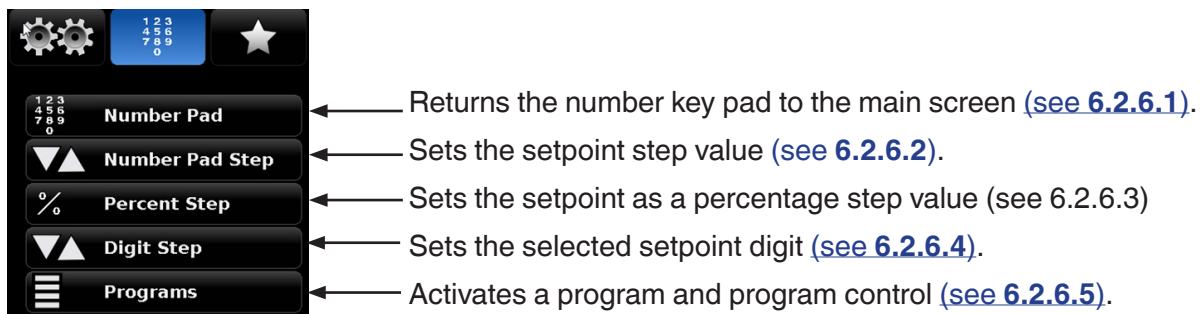 1 2 3
4 5 6
7 8 9
0
1 2 3
4 5 6
7 8 9
0
Number Pad
Returns the number key pad to the main screen (see 6.2.6.1).
Number Pad Step
Sets the setpoint step value (see 6.2.6.2).
% Percent Step
Sets the setpoint as a percentage step value (see 6.2.6.3)
Digit Step
Sets the selected setpoint digit (see 6.2.6.4).
Programs
Activates a program and program control (see 6.2.6.5).